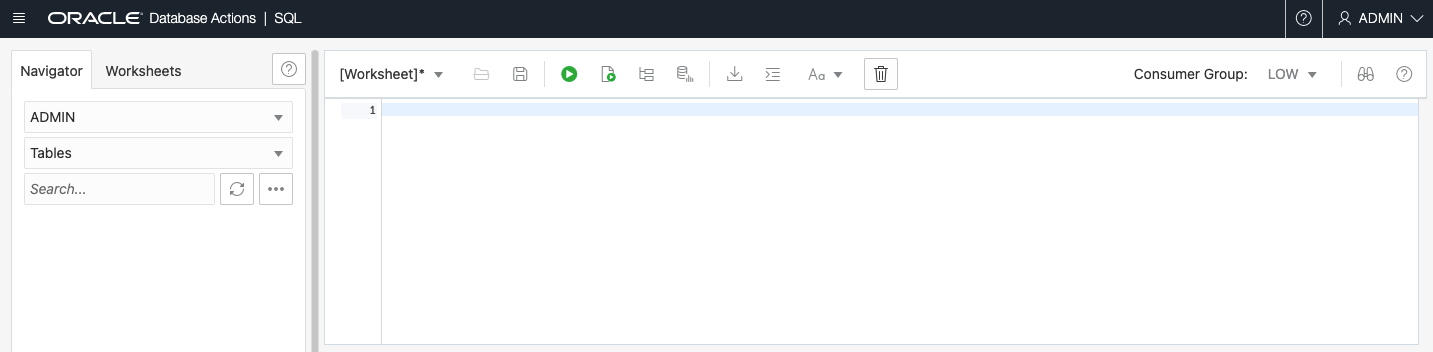 ORACLE Database Actions | SQL
ADMIN
Navigator
Worksheets
[Worksheet]*
Aa
Consumer Group:
LOW
ADMIN
Tables
Search...
1